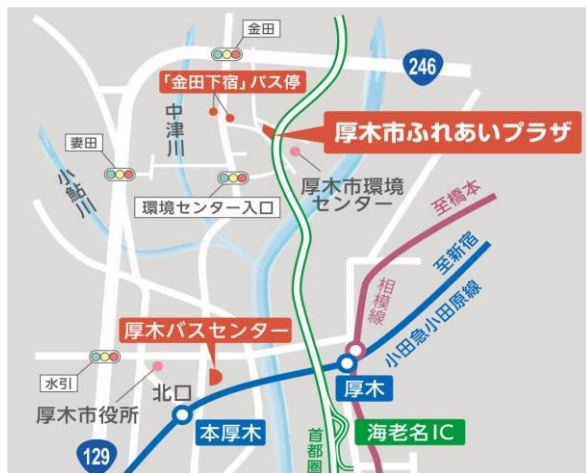 金田
246
「金田下宿」バス停
中津川
厚木市ふれあいプラザ
妻田
小鮎川
環境センター入口
厚木市環境
センター
至橋本
至新宿
相模線
小田急小田原線
厚木バスセンター
水引
厚木市役所
北口
厚木
本厚木
海老名IC
首都圏
129